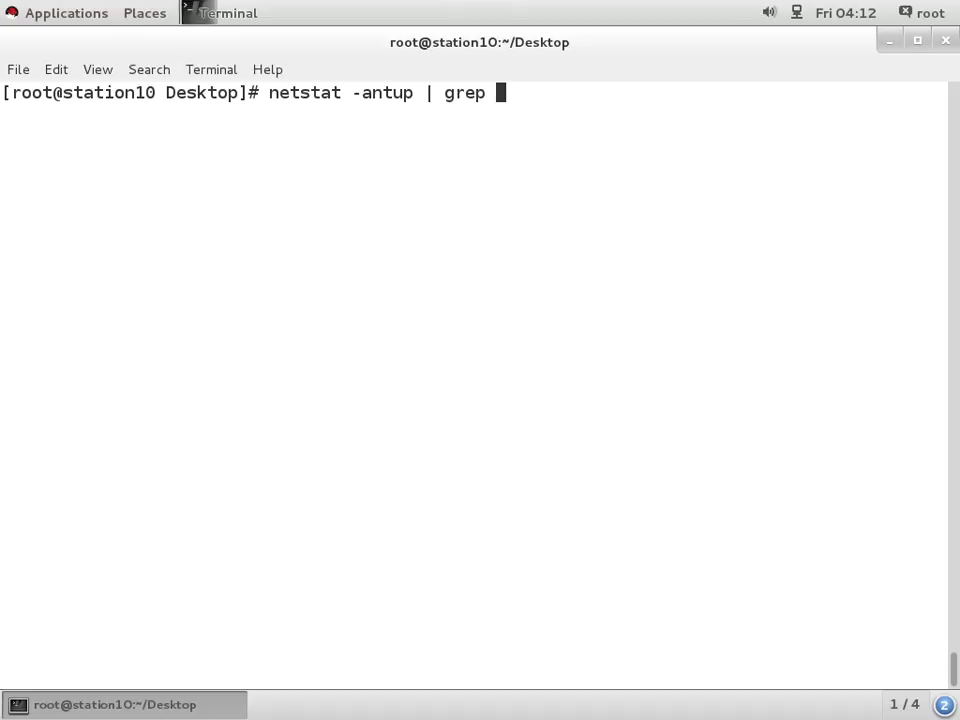 Applications Places Terminal Fri 04:12 root
root@station10:~/Desktop
File Edit View Search Terminal Help
[root@station10 Desktop]# netstat -antup | grep
root@station10:~/Desktop 1 / 4 2